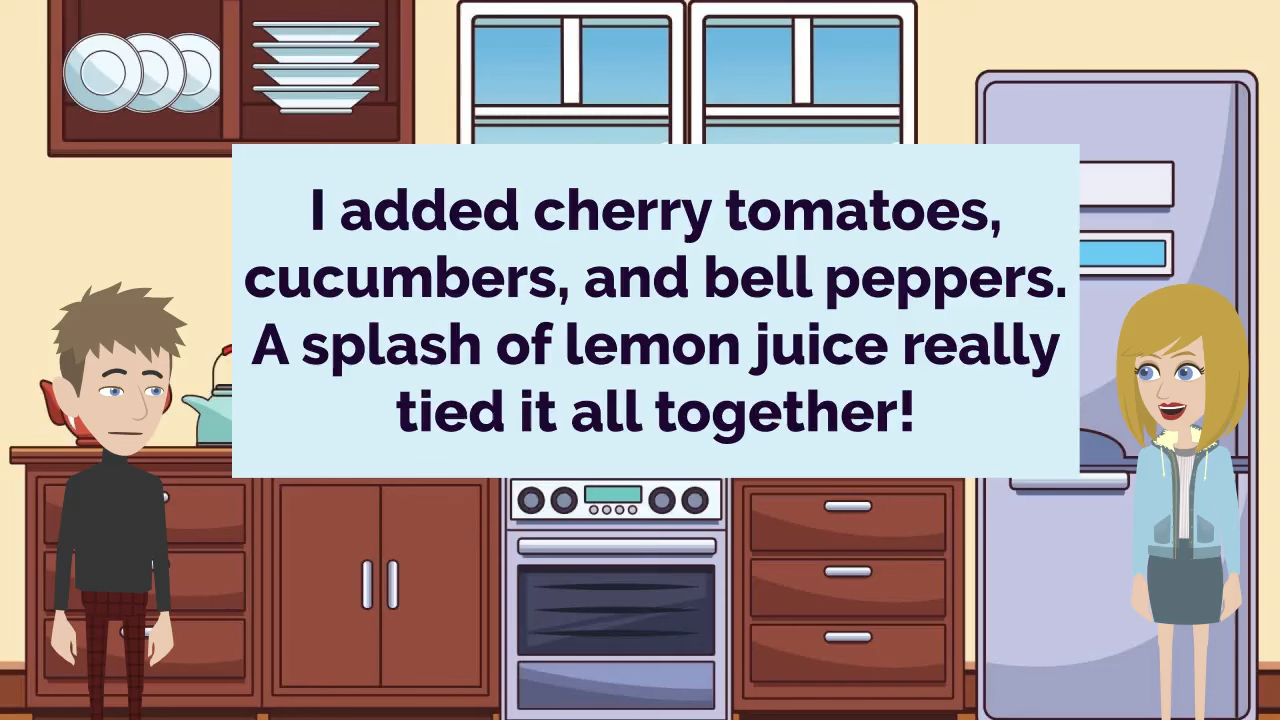 I added cherry tomatoes,
cucumbers, and bell peppers.
A splash of lemon juice really
tied it all together!